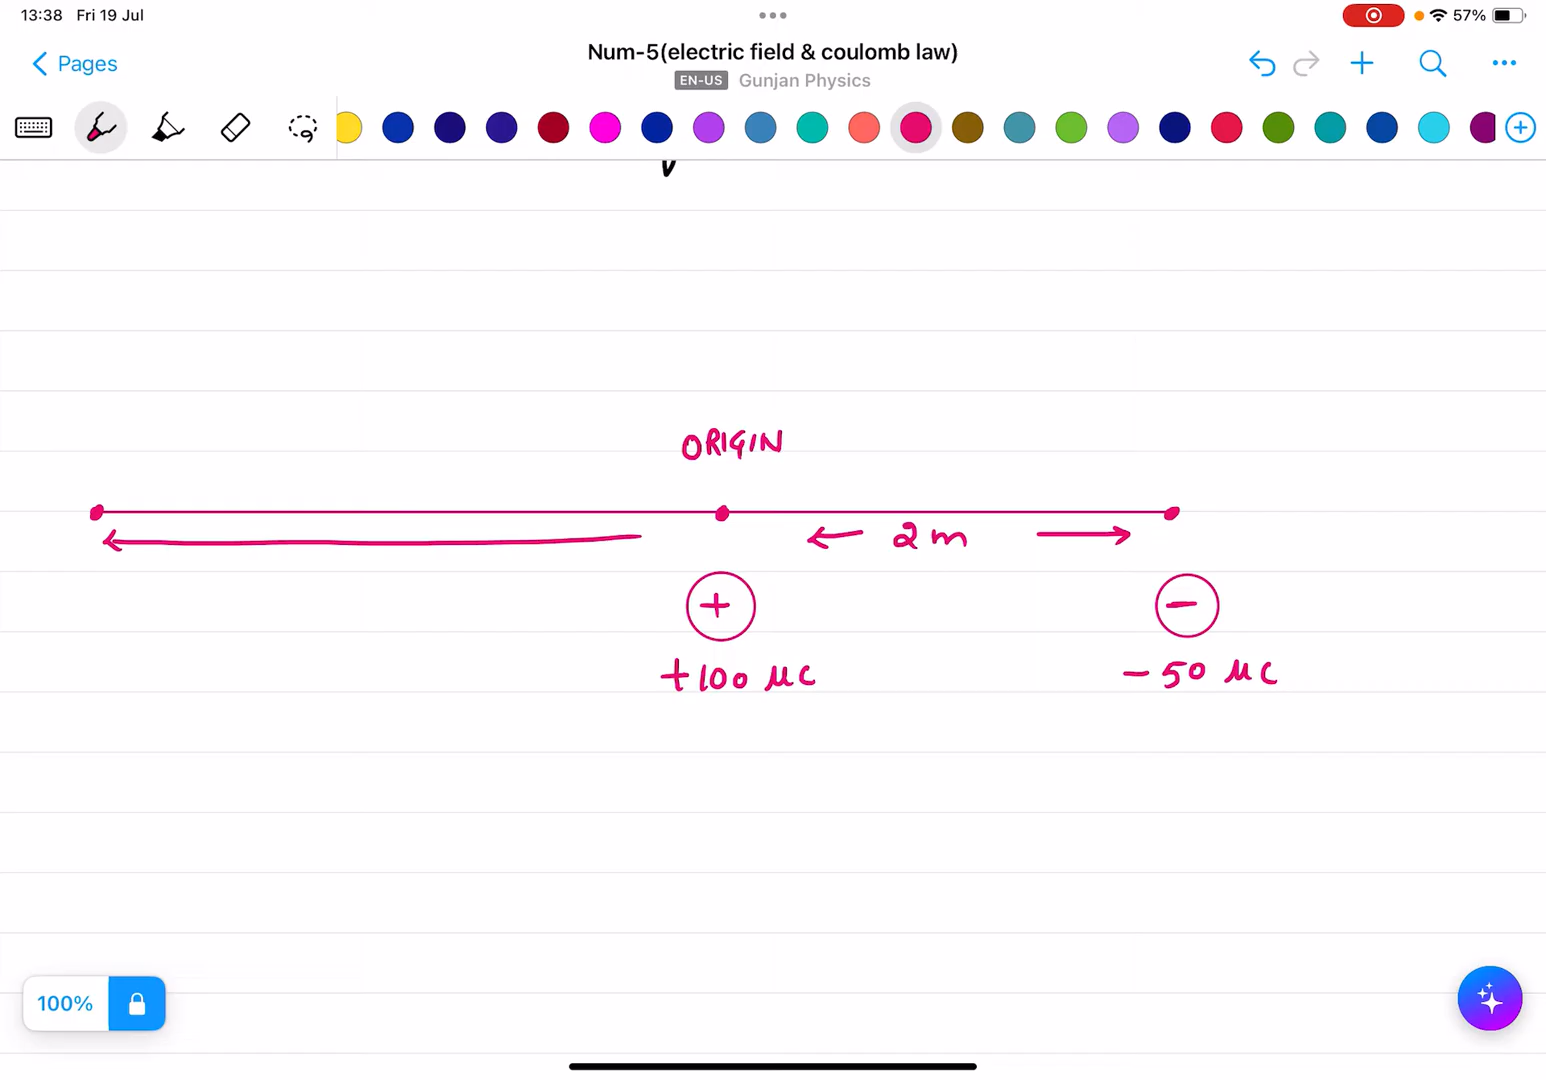 13:38 Fri 19 Jul
57%
Pages
Num-5(electric field & coulomb law)
EN-US Gunjan Physics
ORIGIN
2 m
+
−
+100 μC
− 50 μC
100%